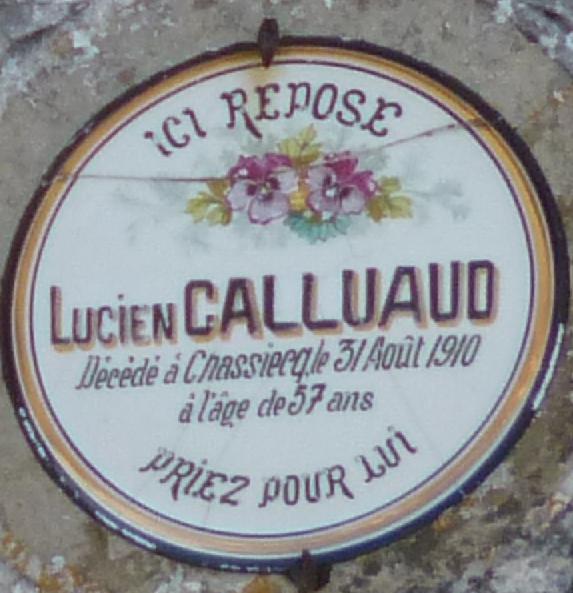 ICI REPOSE
LUCIEN CALLUAUD
Décédé à Chassiecq, le 31 Août 1910
à l'âge de 57 ans
PRIEZ POUR LUI